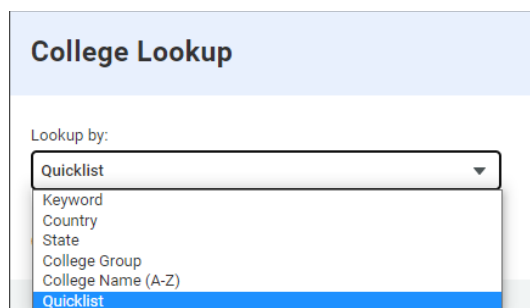 College Lookup
Lookup by:
Quicklist
Keyword
Country
State
College Group
College Name (A-Z)
Quicklist